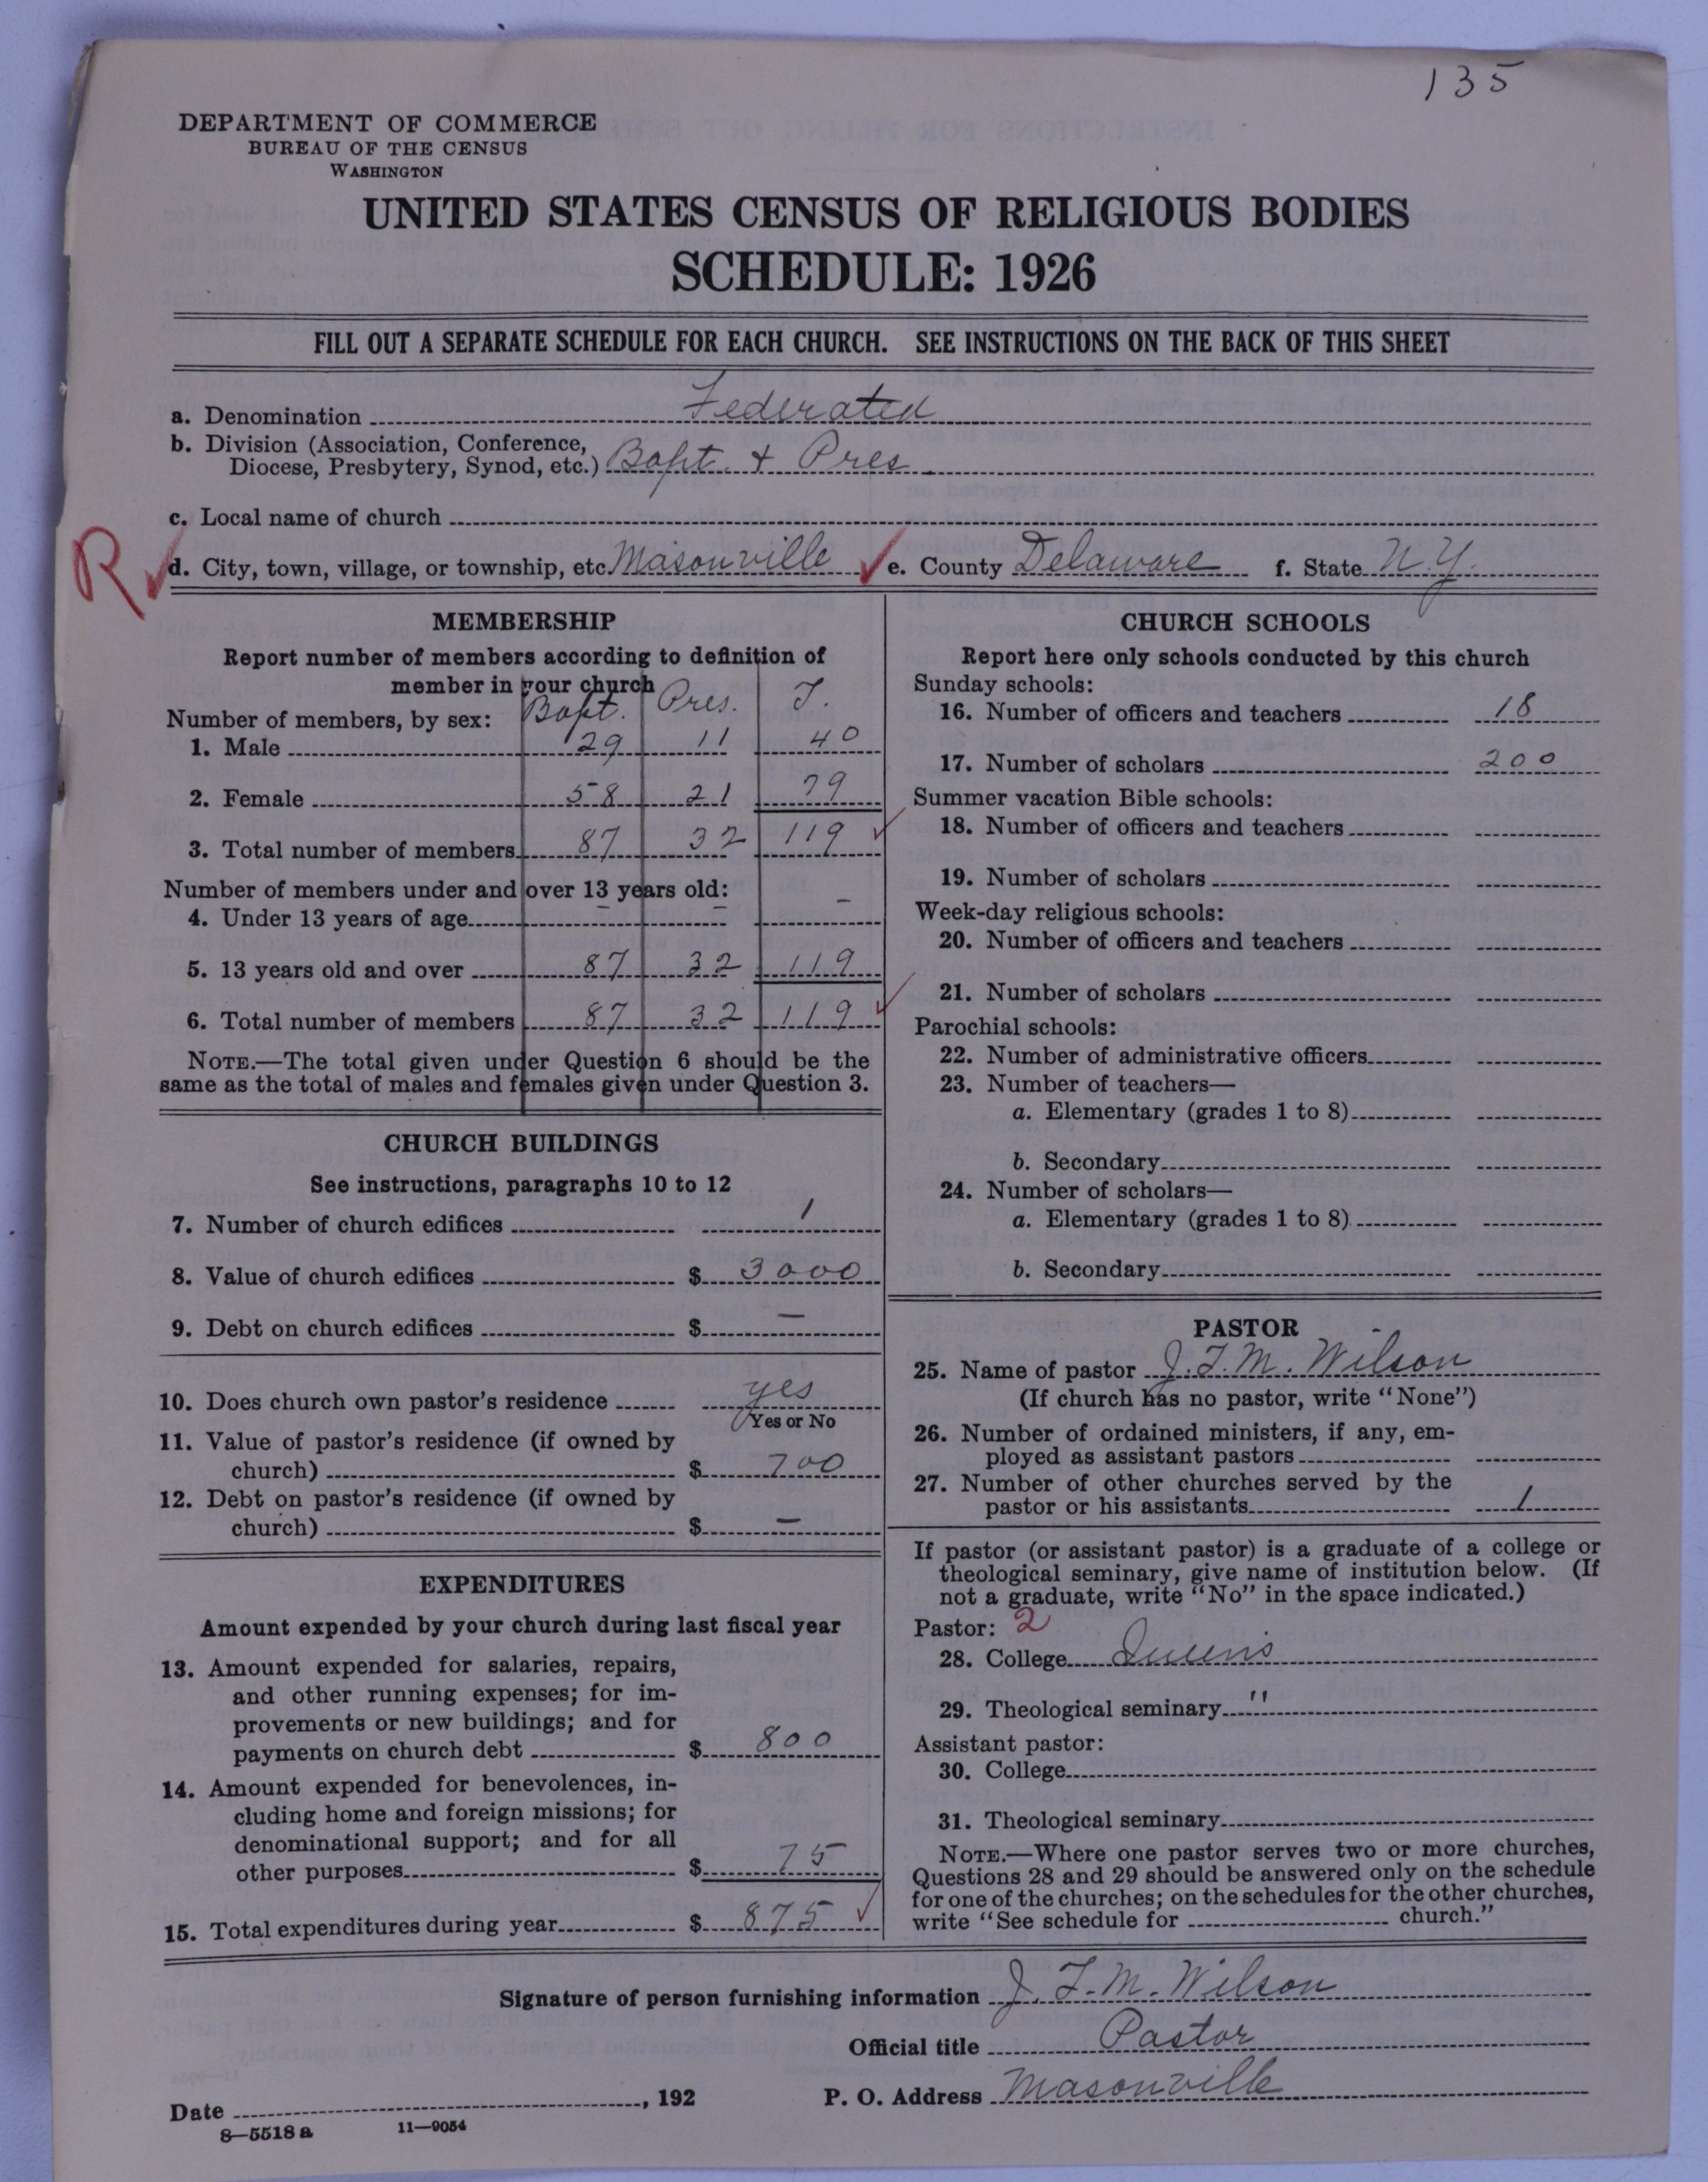 135
DEPARTMENT OF COMMERCE
BUREAU OF THE CENSUS
WASHINGTON
UNITED STATES CENSUS OF RELIGIOUS BODIES
SCHEDULE: 1926
FILL OUT A SEPARATE SCHEDULE FOR EACH CHURCH. SEE INSTRUCTIONS ON THE BACK OF THIS SHEET
a. Denomination Federated
b. Division (Association, Conference,
Diocese, Presbytery, Synod, etc.) Bapt. + Pres.
c. Local name of church
R d. City, town, village, or township, etc. Masonville e. County Delaware f. State N.Y.
MEMBERSHIP
Report number of members according to definition of
member in your church
Number of members, by sex: Bapt. Pres. T.
1. Male 29 11 40
2. Female 58 21 79
3. Total number of members 87 32 119
Number of members under and over 13 years old:
4. Under 13 years of age – – –
5. 13 years old and over 87 32 119
6. Total number of members 87 32 119
NOTE.—The total given under Question 6 should be the
same as the total of males and females given under Question 3.
CHURCH BUILDINGS
See instructions, paragraphs 10 to 12
7. Number of church edifices 1
8. Value of church edifices $ 3000
9. Debt on church edifices $ —
10. Does church own pastor's residence yes
Yes or No
11. Value of pastor's residence (if owned by
church) $ 700
12. Debt on pastor's residence (if owned by
church) $ —
EXPENDITURES
Amount expended by your church during last fiscal year
13. Amount expended for salaries, repairs,
and other running expenses; for im-
provements or new buildings; and for
payments on church debt $ 800
14. Amount expended for benevolences, in-
cluding home and foreign missions; for
denominational support; and for all
other purposes $ 75
15. Total expenditures during year $ 875
CHURCH SCHOOLS
Report here only schools conducted by this church
Sunday schools:
16. Number of officers and teachers 18
17. Number of scholars 200
Summer vacation Bible schools:
18. Number of officers and teachers
19. Number of scholars
Week-day religious schools:
20. Number of officers and teachers
21. Number of scholars
Parochial schools:
22. Number of administrative officers
23. Number of teachers—
a. Elementary (grades 1 to 8)
b. Secondary
24. Number of scholars—
a. Elementary (grades 1 to 8)
b. Secondary
PASTOR
25. Name of pastor J. T. M. Wilson
(If church has no pastor, write "None")
26. Number of ordained ministers, if any, em-
ployed as assistant pastors
27. Number of other churches served by the
pastor or his assistants 1
If pastor (or assistant pastor) is a graduate of a college or
theological seminary, give name of institution below. (If
not a graduate, write "No" in the space indicated.)
Pastor: 2
28. College Queen's
29. Theological seminary "
Assistant pastor:
30. College
31. Theological seminary
NOTE.—Where one pastor serves two or more churches,
Questions 28 and 29 should be answered only on the schedule
for one of the churches; on the schedules for the other churches,
write "See schedule for church."
Signature of person furnishing information J. T. M. Wilson
Official title Pastor
Date , 192 P. O. Address Masonville
8—5518 a 11—9054